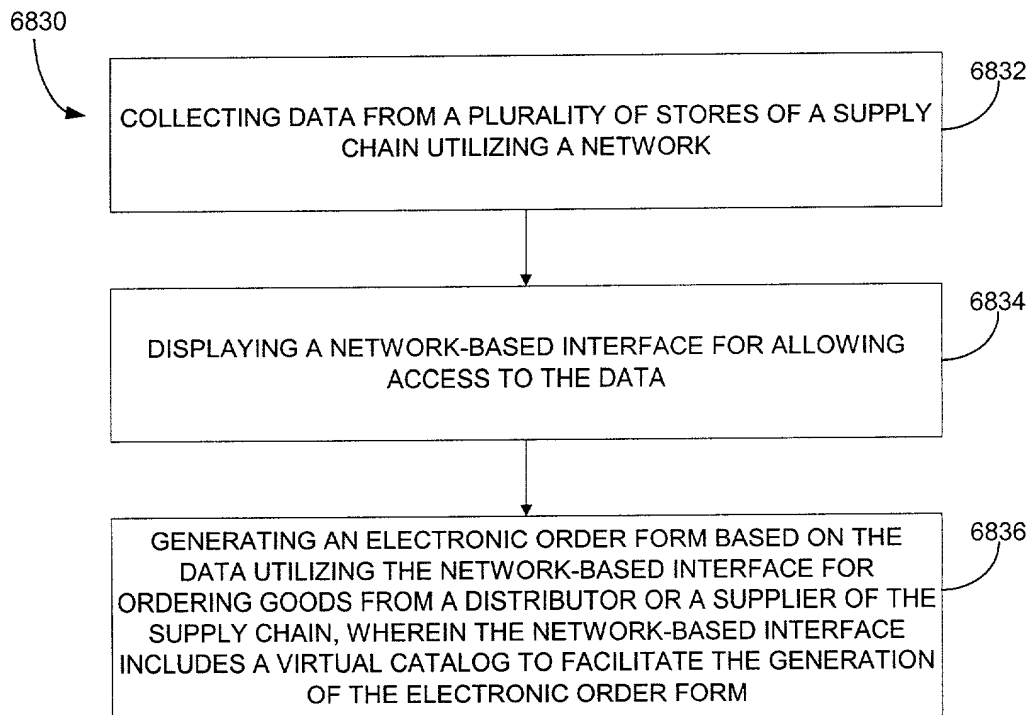 6830
6832
COLLECTING DATA FROM A PLURALITY OF STORES OF A SUPPLY
CHAIN UTILIZING A NETWORK
6834
DISPLAYING A NETWORK-BASED INTERFACE FOR ALLOWING
ACCESS TO THE DATA
6836
GENERATING AN ELECTRONIC ORDER FORM BASED ON THE
DATA UTILIZING THE NETWORK-BASED INTERFACE FOR
ORDERING GOODS FROM A DISTRIBUTOR OR A SUPPLIER OF THE
SUPPLY CHAIN, WHEREIN THE NETWORK-BASED INTERFACE
INCLUDES A VIRTUAL CATALOG TO FACILITATE THE GENERATION
OF THE ELECTRONIC ORDER FORM